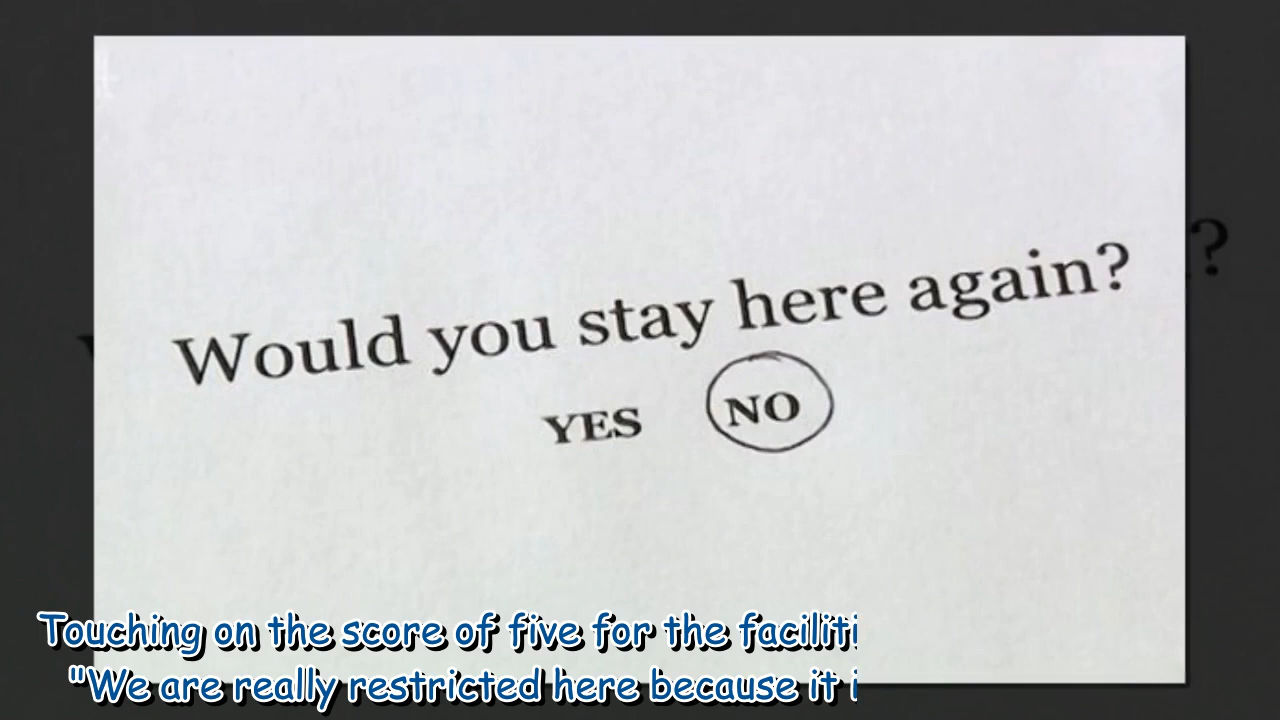 Would you stay here again?
YES NO
Touching on the score of five for the
"We are really restricted here because it